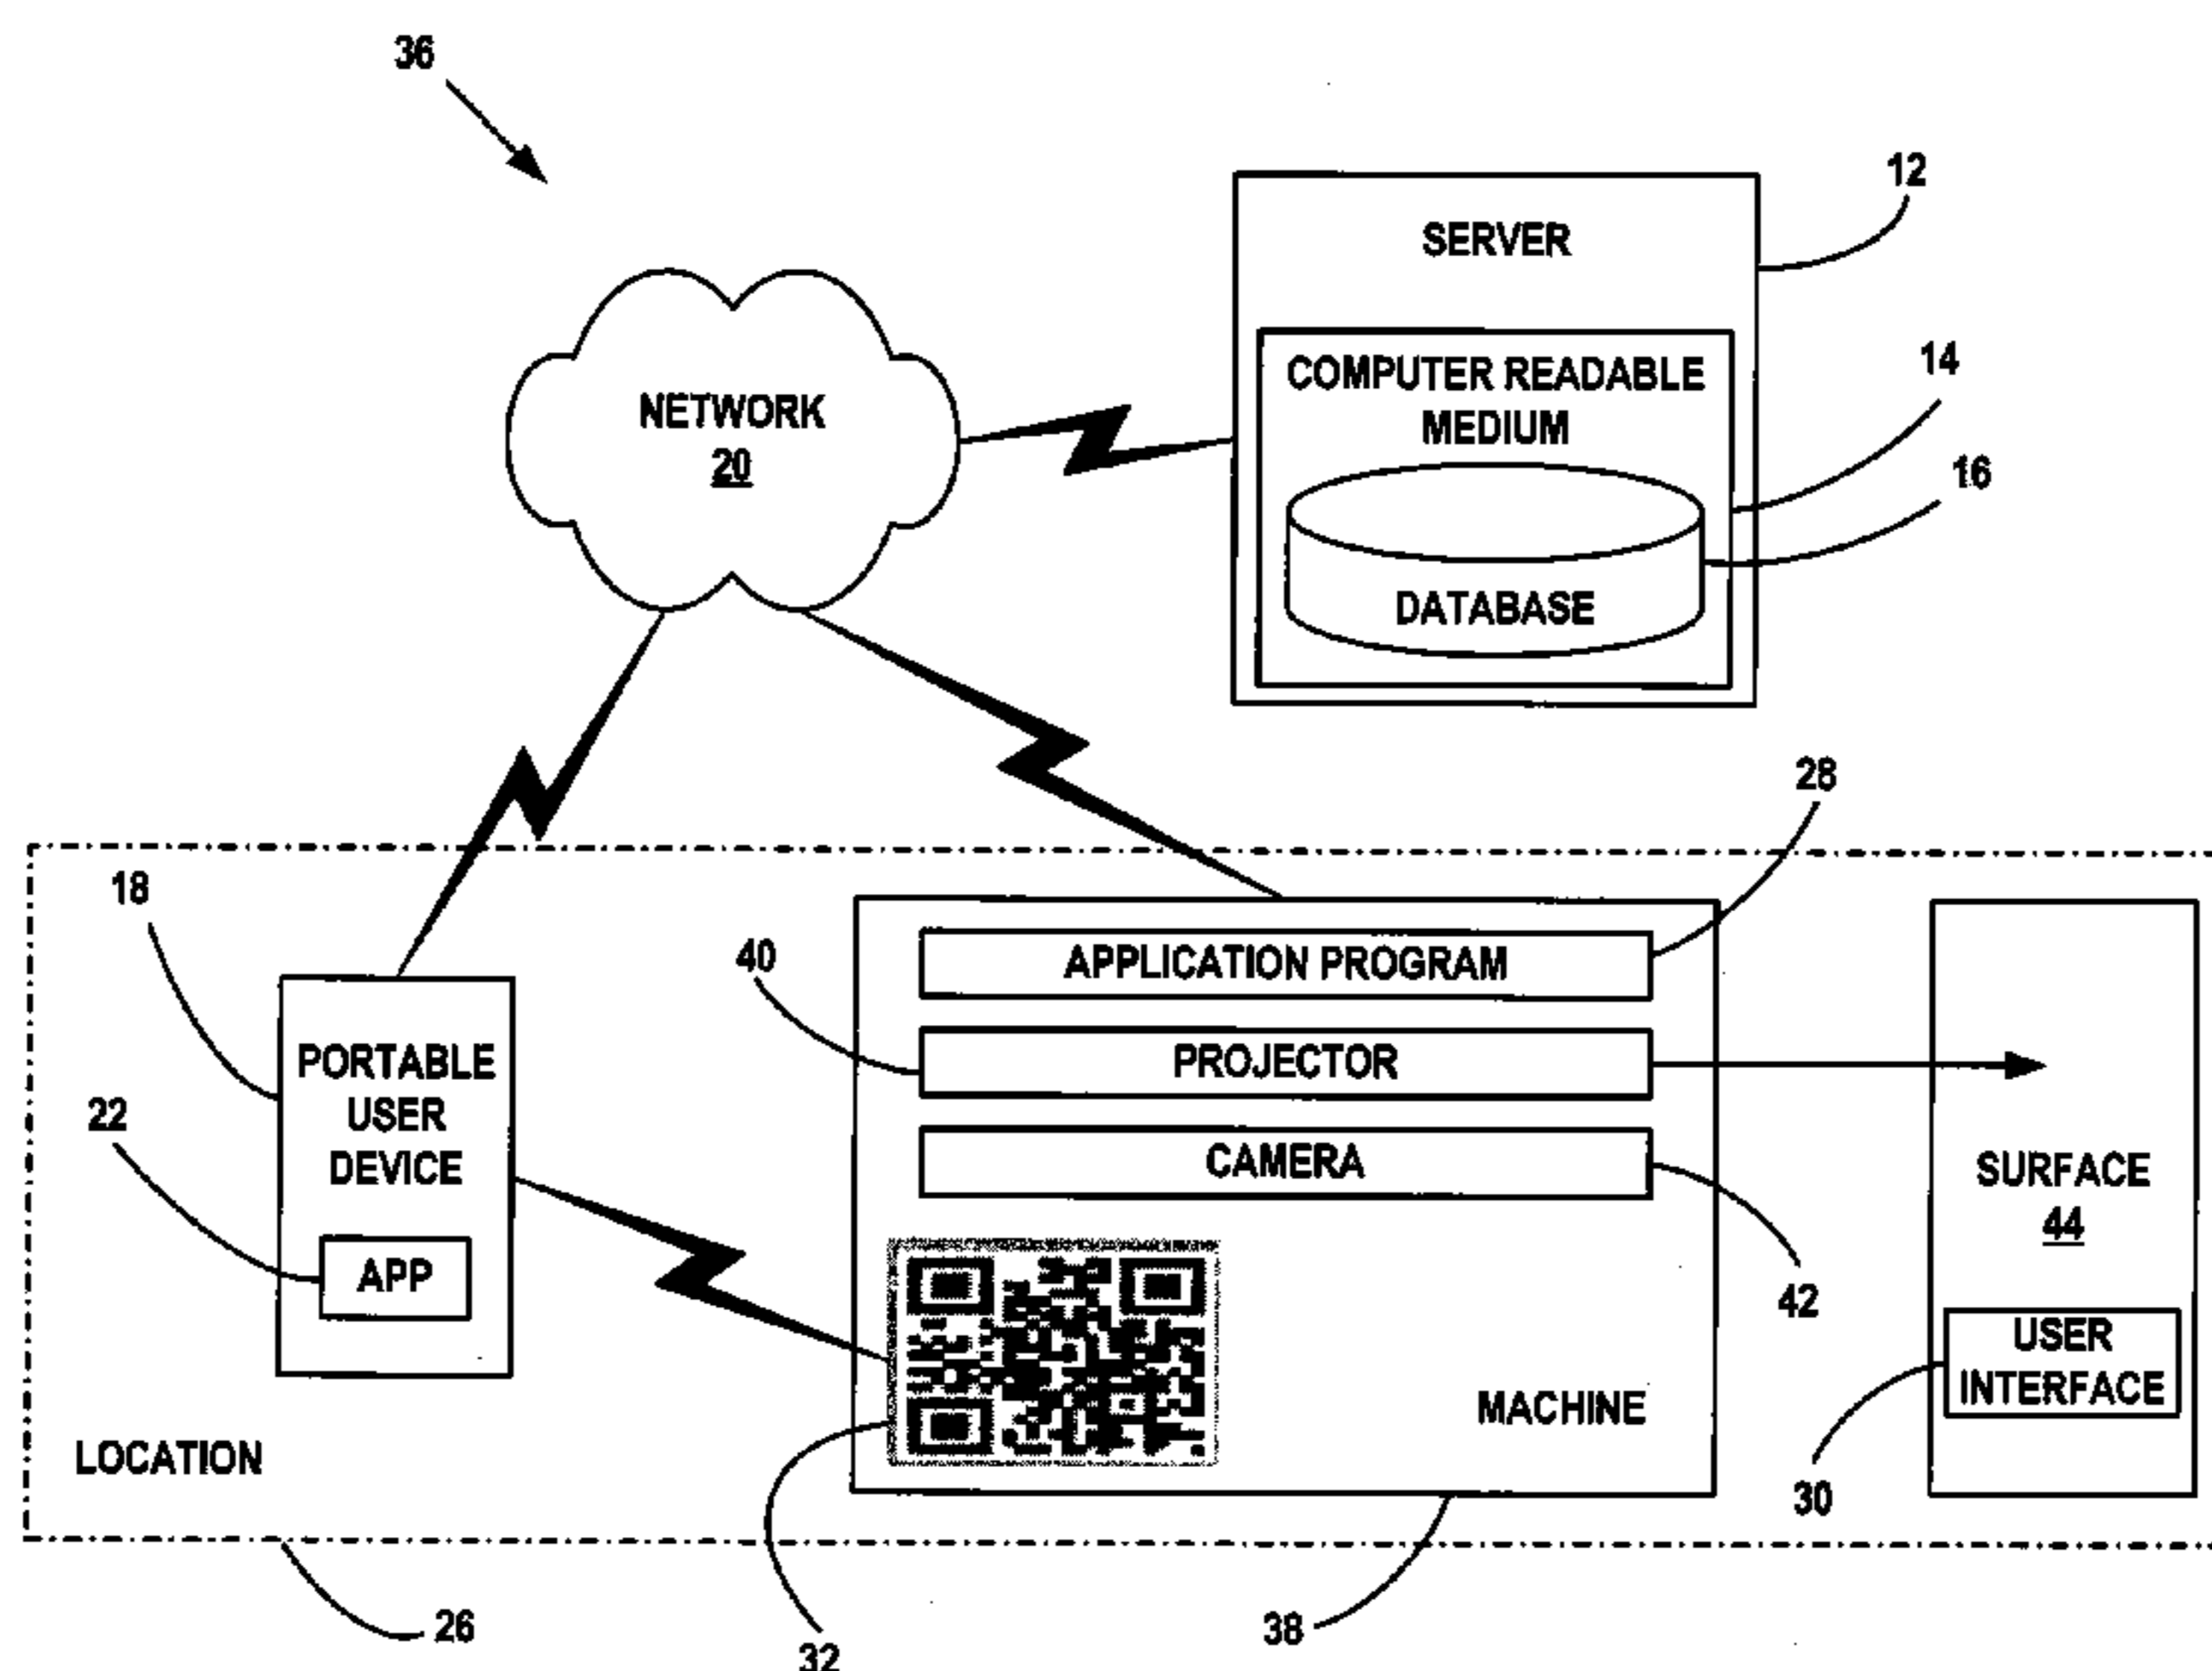 36
12
SERVER
COMPUTER READABLE
MEDIUM
14
NETWORK
20
16
DATABASE
28
18
APPLICATION PROGRAM
40
PROJECTOR
PORTABLE
USER
DEVICE
22
CAMERA
SURFACE
44
APP
42
USER
INTERFACE
MACHINE
LOCATION
30
26
32
38